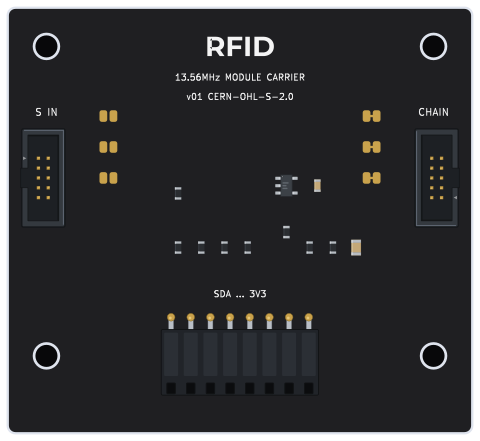 RFID
13.56MHz MODULE CARRIER
v01 CERN-OHL-S-2.0
S IN
CHAIN
SDA ... 3V3